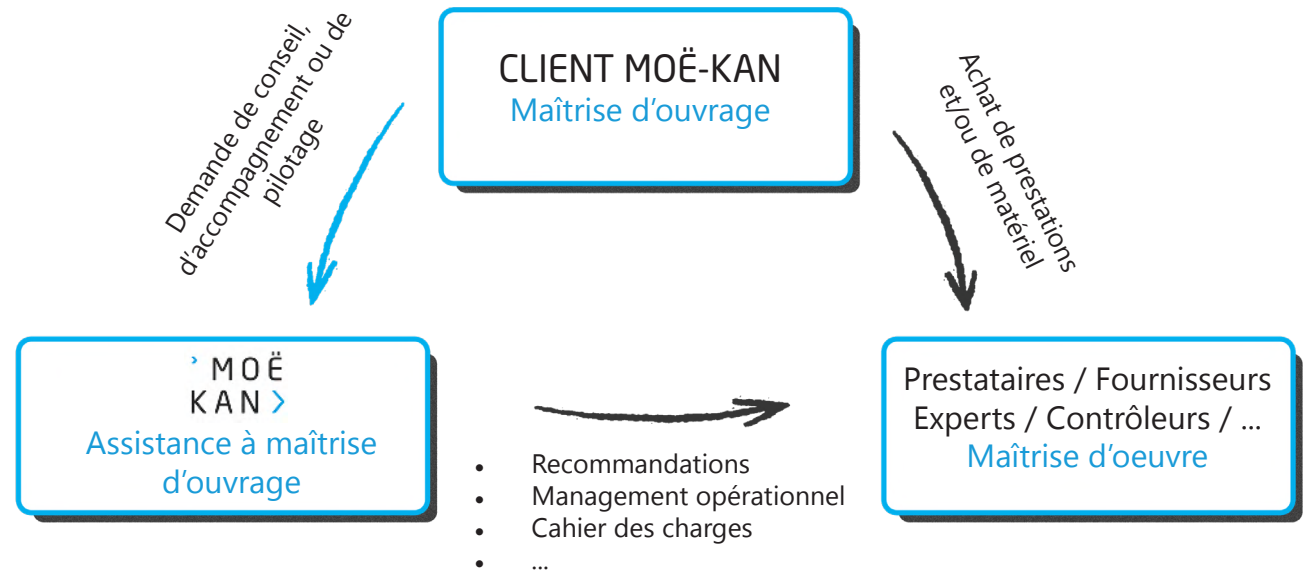 CLIENT MOË-KAN
Maîtrise d'ouvrage
Demande de conseil,
d'accompagnement ou de
pilotage
Achat de prestations
et/ou de matériel
MOË
KAN
Assistance à maîtrise
d'ouvrage
• Recommandations
• Management opérationnel
• Cahier des charges
• ...
Prestataires / Fournisseurs
Experts / Contrôleurs / ...
Maîtrise d'oeuvre